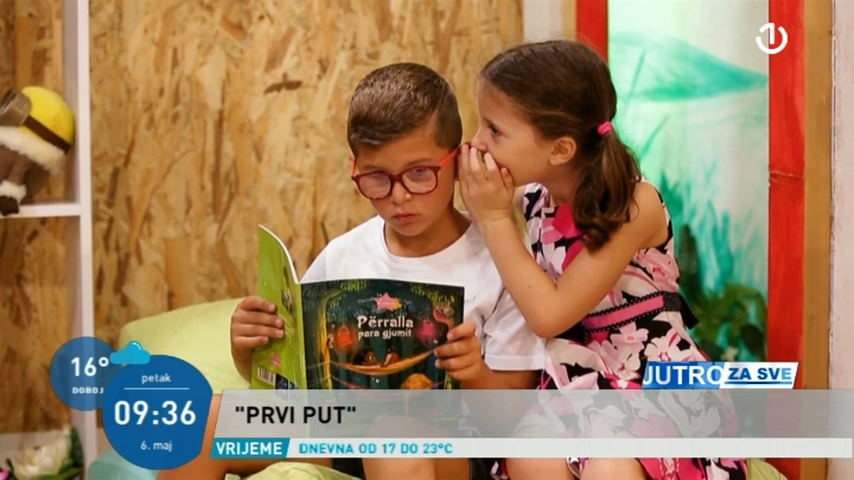 1
Përralla
para gjumit
16°
DOBOJ
petak
09:36
6. maj
JUTRO ZA SVE
"PRVI PUT"
VRIJEME
DNEVNA OD 17 DO 23°C